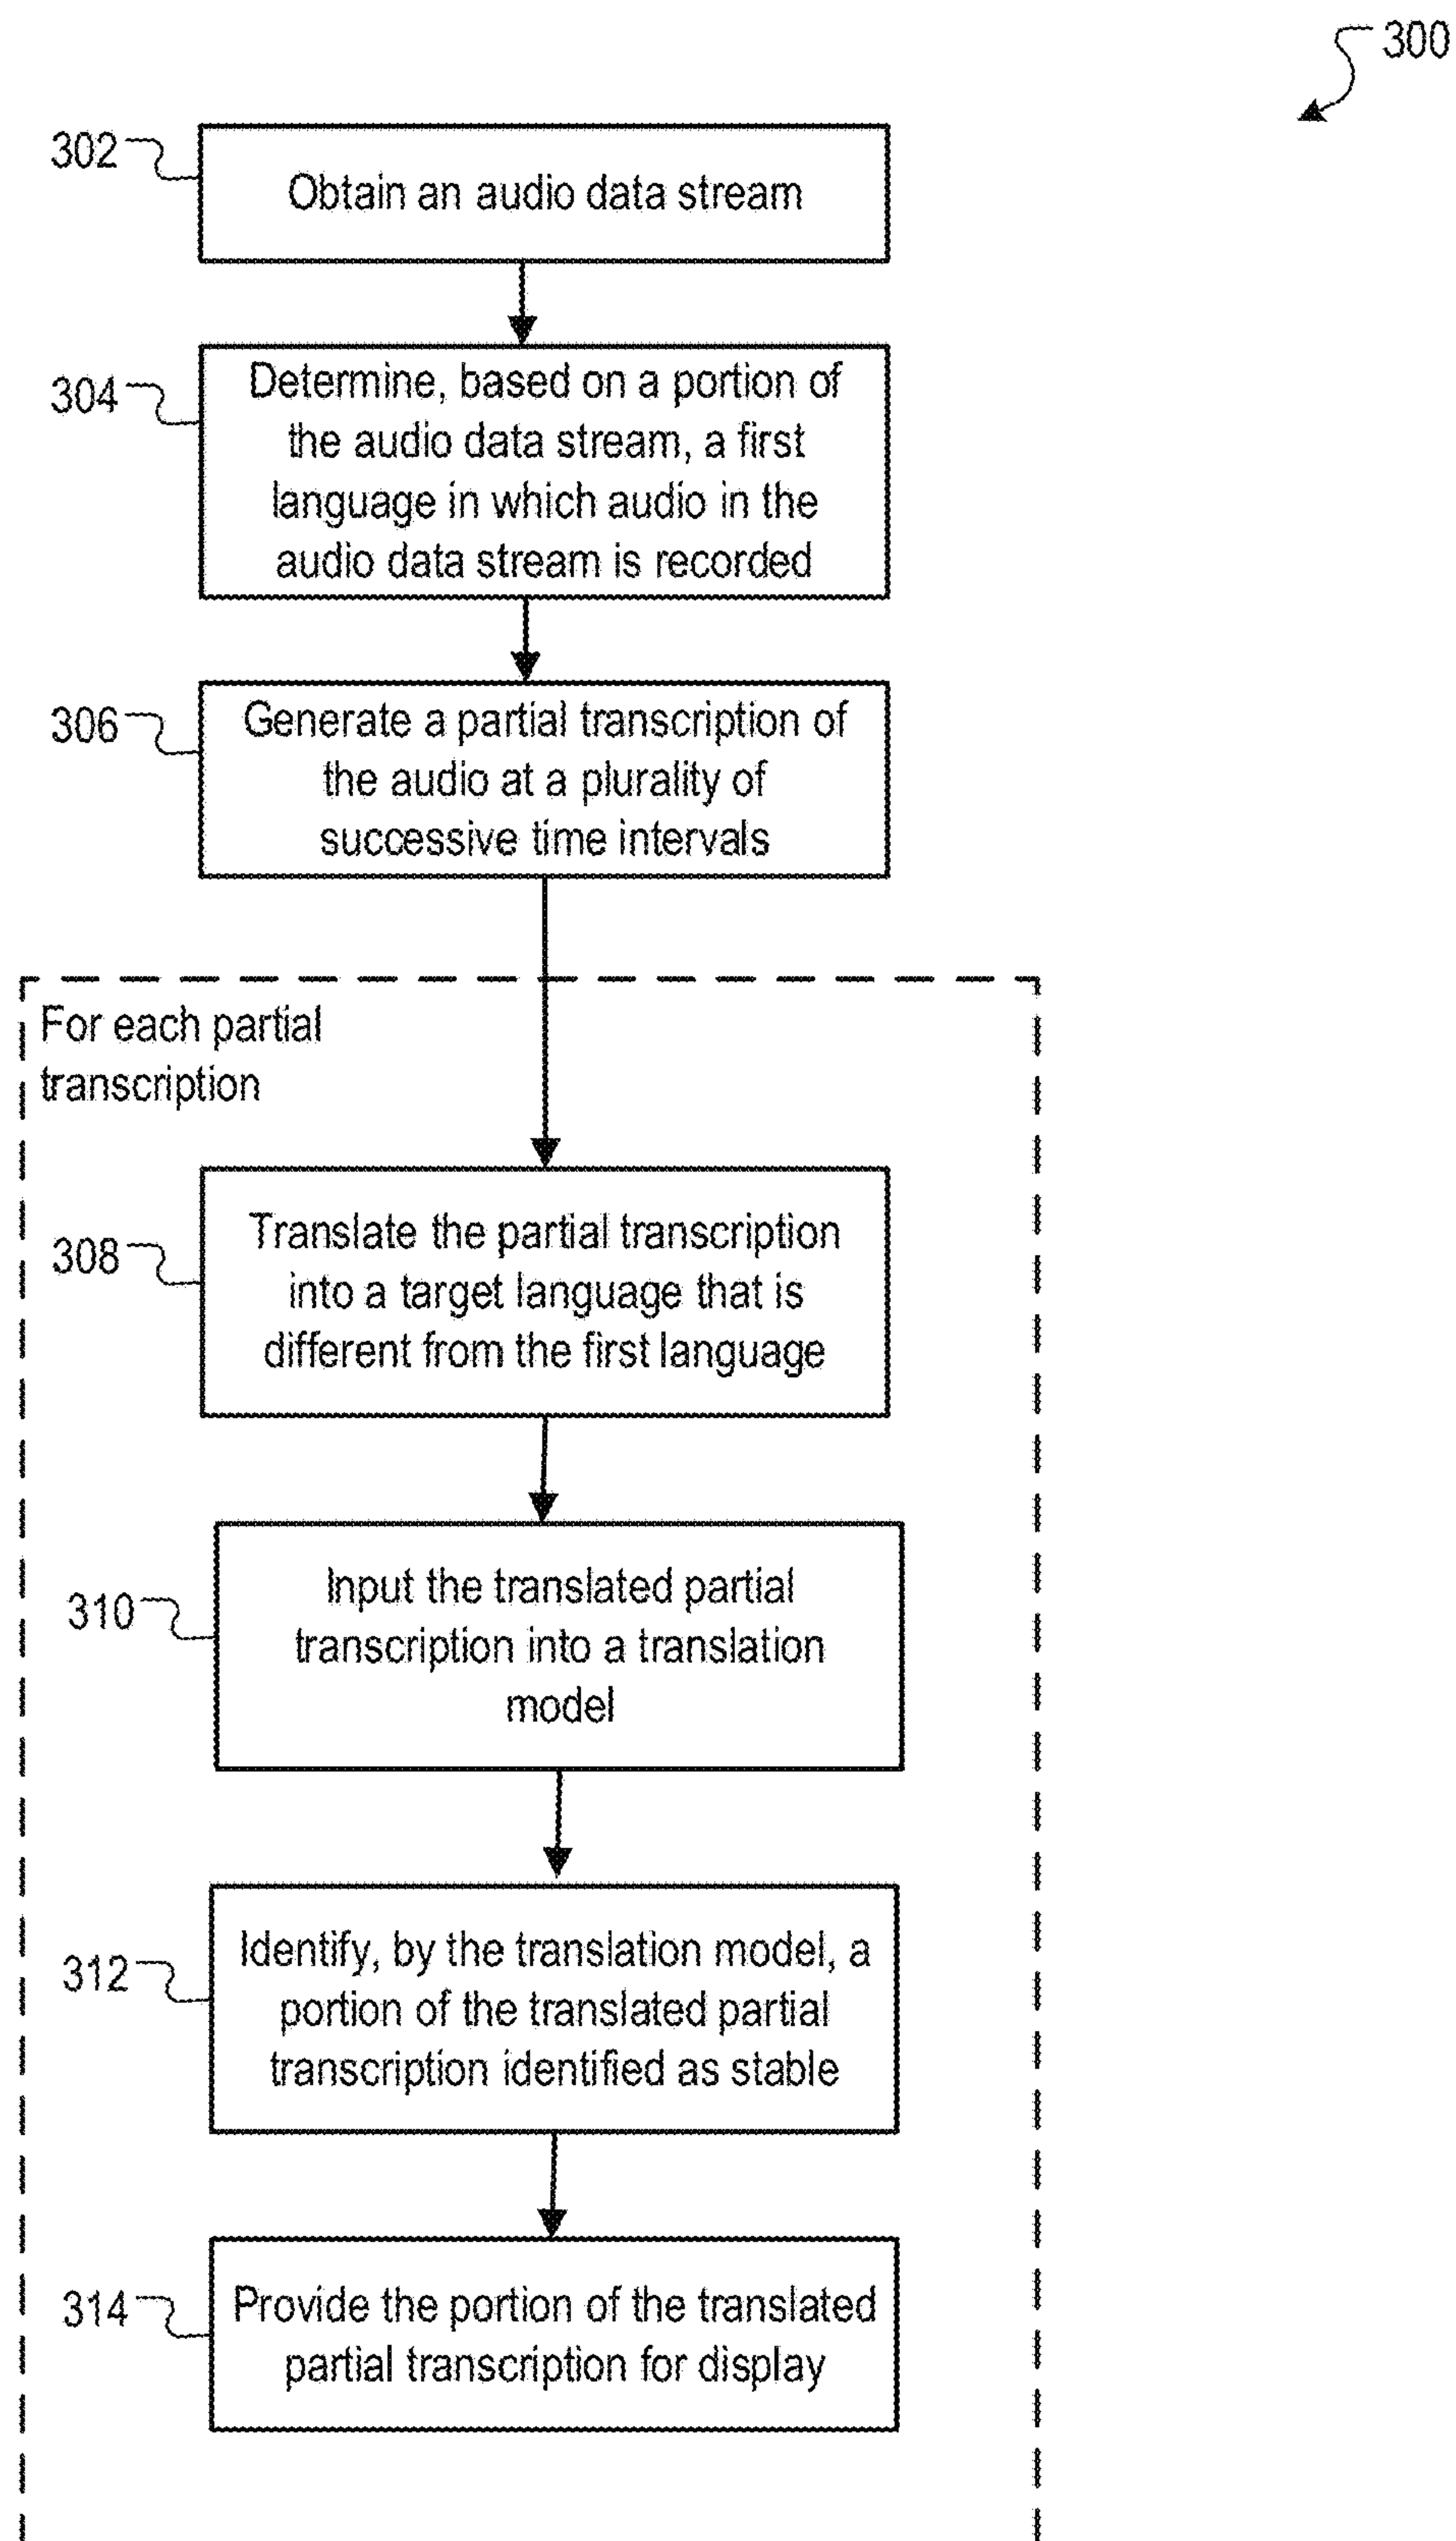 300
302
Obtain an audio data stream
304
Determine, based on a portion of
the audio data stream, a first
language in which audio in the
audio data stream is recorded
306
Generate a partial transcription of
the audio at a plurality of
successive time intervals
For each partial
transcription
308
Translate the partial transcription
into a target language that is
different from the first language
310
Input the translated partial
transcription into a translation
model
312
Identify, by the translation model, a
portion of the translated partial
transcription identified as stable
314
Provide the portion of the translated
partial transcription for display